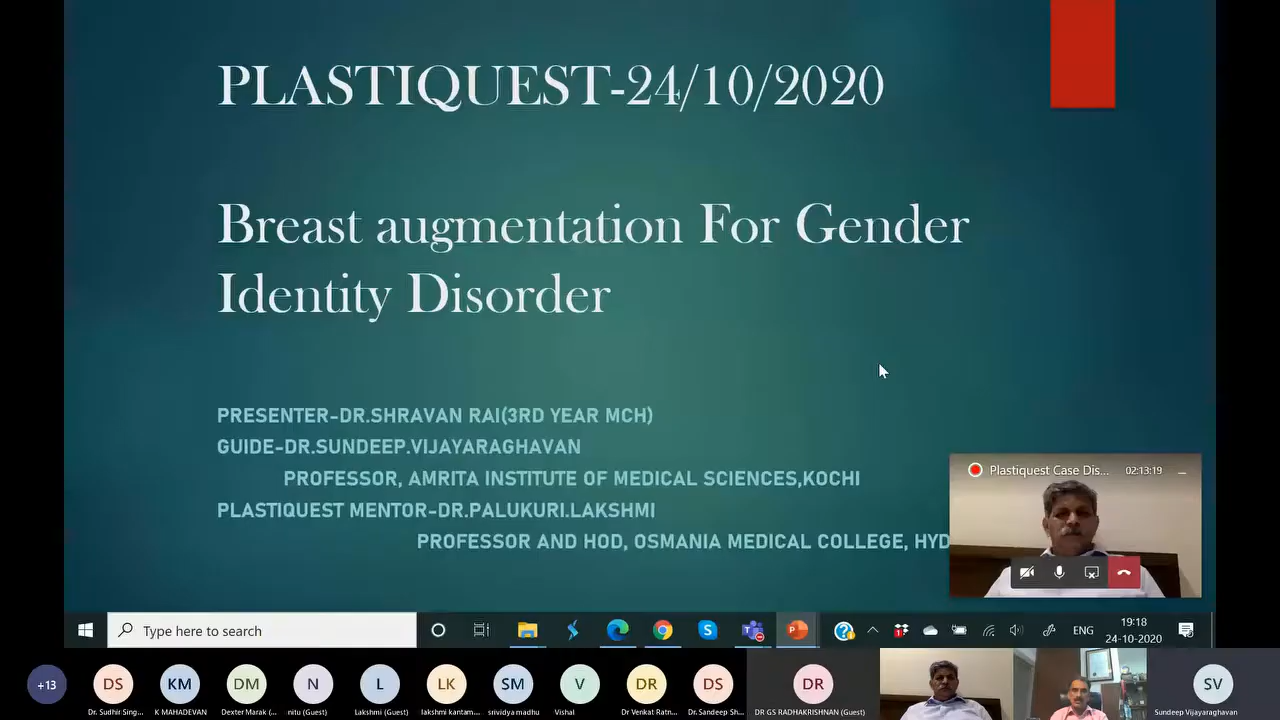 PLASTIQUEST-24/10/2020
Breast augmentation For Gender
Identity Disorder
PRESENTER-DR.SHRAVAN RAI(3RD YEAR MCH)
GUIDE-DR.SUNDEEP.VIJAYARAGHAVAN
PROFESSOR, AMRITA INSTITUTE OF MEDICAL SCIENCES,KOCHI
PLASTIQUEST MENTOR-DR.PALUKURI.LAKSHMI
PROFESSOR AND HOD, OSMANIA MEDICAL COLLEGE, HYD
Plastiquest Case Dis... 02:13:19
Type here to search
ENG
19:18
24-10-2020
+13 DS KM DM N L LK SM V DR DS DR SV
Dr. Sudhir Sing... K MAHADEVAN Dexter Marak (... nitu (Guest) Lakshmi (Guest) lakshmi kantam... srividya madhu Vishal Dr Venkat Ratn... Dr. Sandeep Sh... DR GS RADHAKRISHNAN (Guest) Sundeep Vijayaraghavan